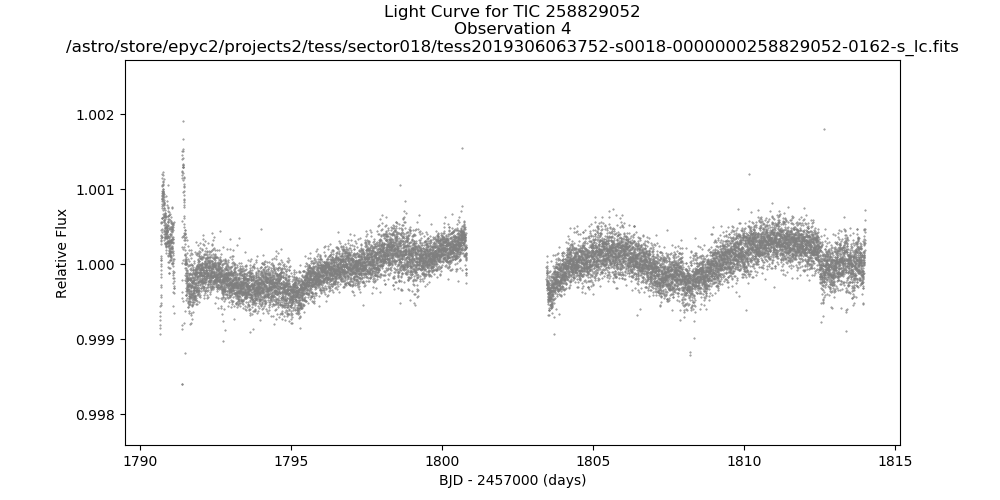 Light Curve for TIC 258829052
Observation 4
/astro/store/epyc2/projects2/tess/sector018/tess2019306063752-s0018-0000000258829052-0162-s_lc.fits
1.002
1.001
1.000
0.999
0.998
Relative Flux
1790
1795
1800
1805
1810
1815
BJD - 2457000 (days)